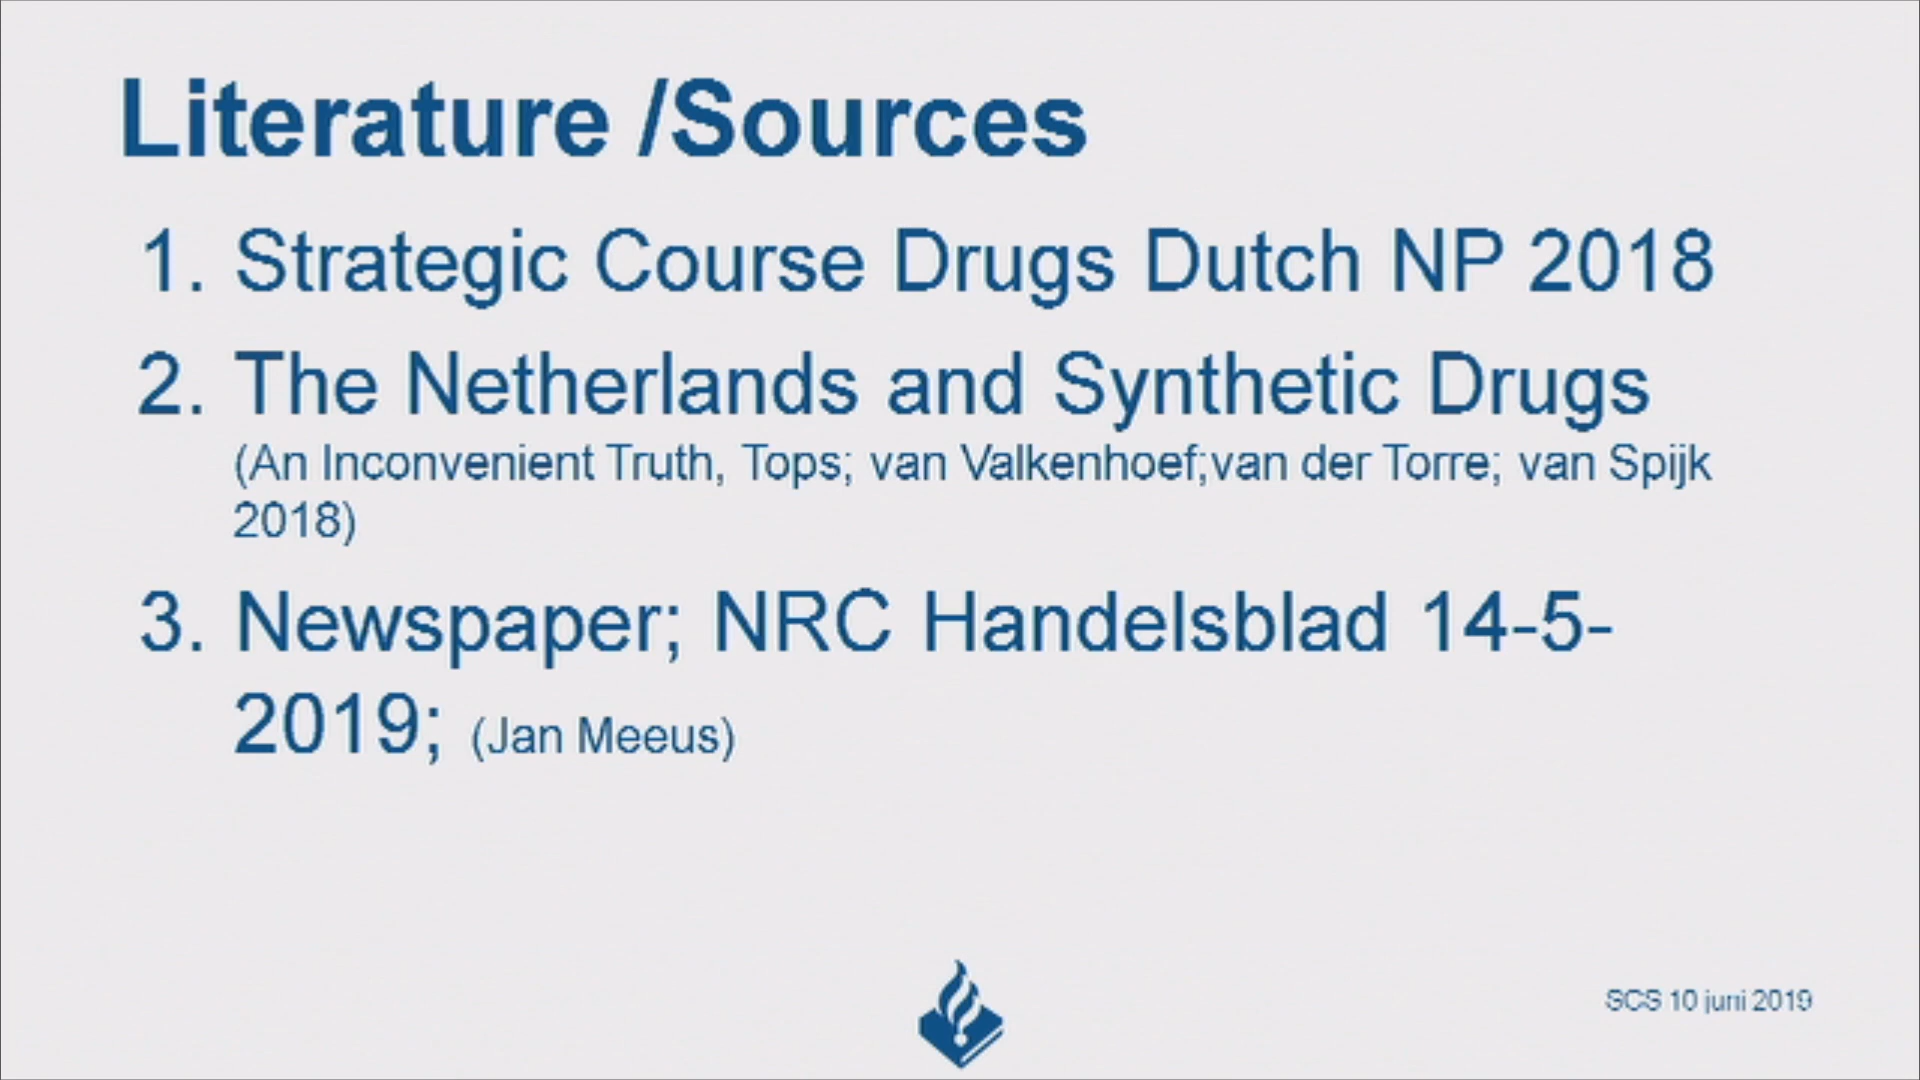 Literature /Sources
1. Strategic Course Drugs Dutch NP 2018
2. The Netherlands and Synthetic Drugs
(An Inconvenient Truth, Tops; van Valkenhoef;van der Torre; van Spijk
2018)
3. Newspaper; NRC Handelsblad 14-5-
2019; (Jan Meeus)
SCS 10 juni 2019